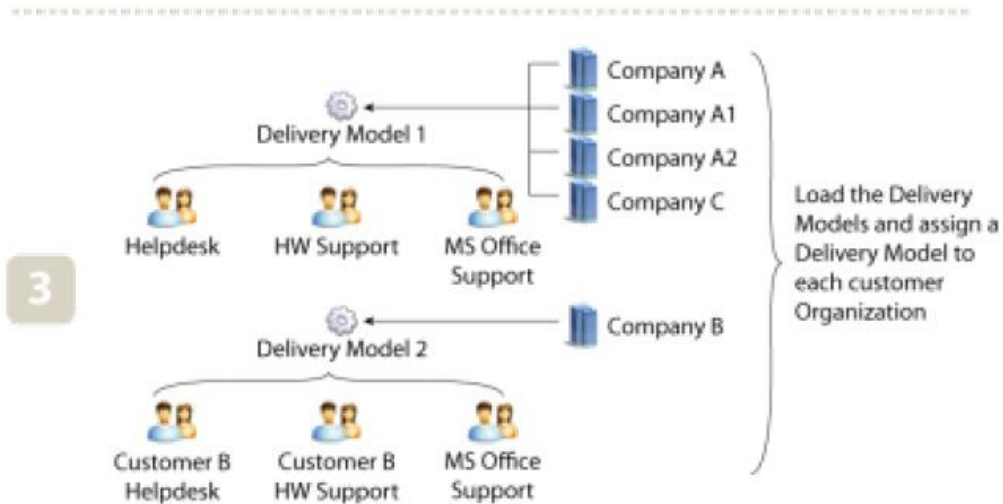 Company A
Company A1
Delivery Model 1
Company A2
Company C
Helpdesk
HW Support
MS Office
Support
Load the Delivery
Models and assign a
Delivery Model to
each customer
Organization
3
Company B
Delivery Model 2
Customer B
Helpdesk
Customer B
HW Support
MS Office
Support